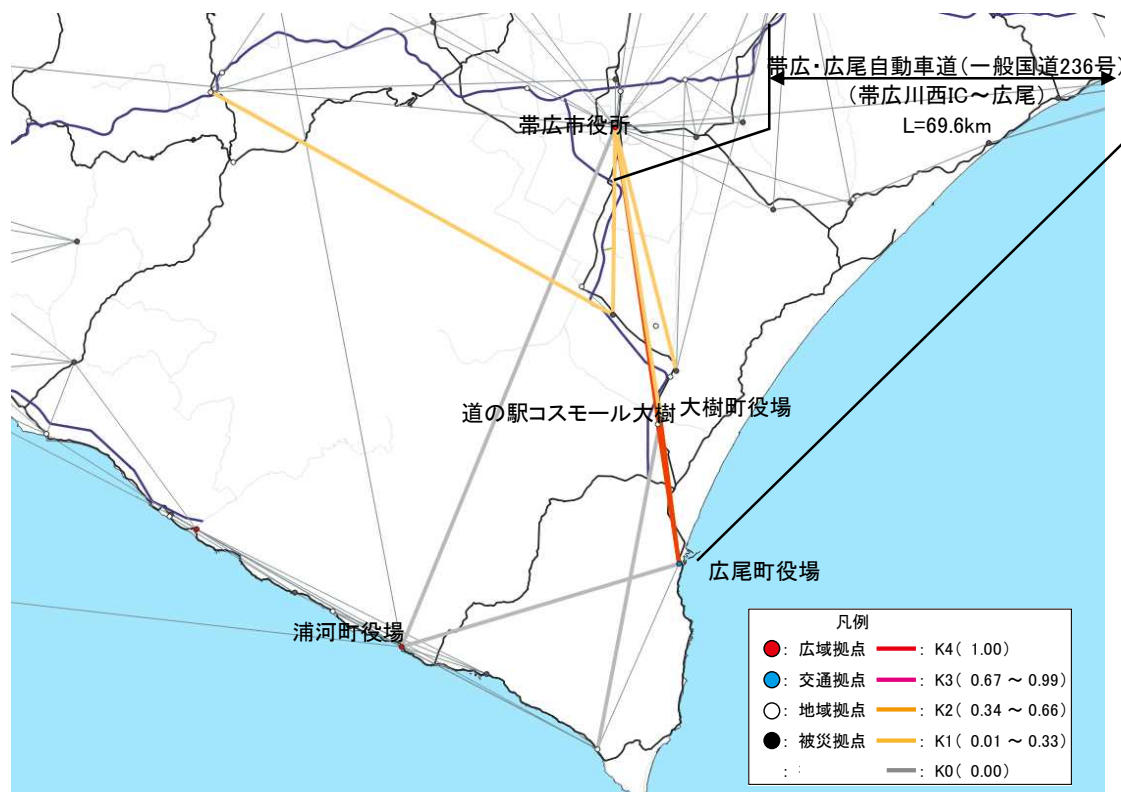 帯広・広尾自動車道(一般国道236号)
(帯広川西IC～広尾)
L=69.6km
帯広市役所
道の駅コスモール大樹
大樹町役場
広尾町役場
浦河町役場
凡例
: 広域拠点 : K4( 1.00)
: 交通拠点 : K3( 0.67 ～ 0.99)
: 地域拠点 : K2( 0.34 ～ 0.66)
: 被災拠点 : K1( 0.01 ～ 0.33)
: : K0( 0.00)